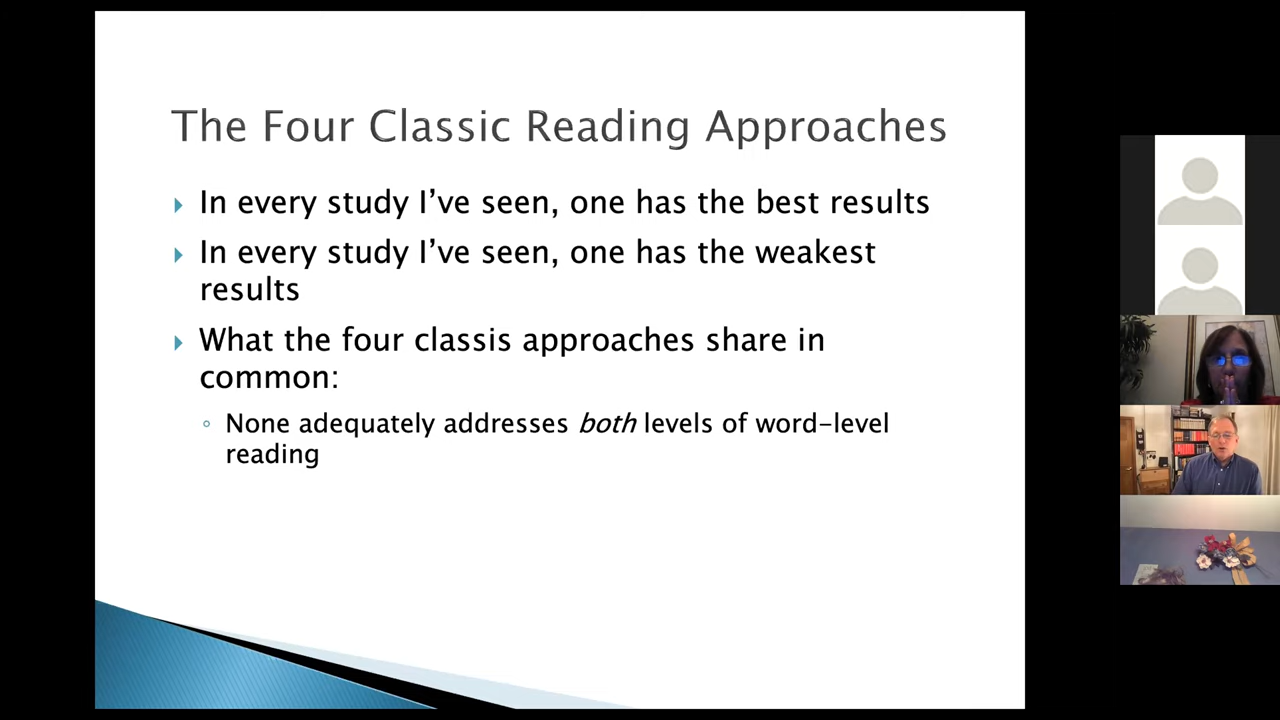 The Four Classic Reading Approaches
In every study I’ve seen, one has the best results
In every study I’ve seen, one has the weakest
results
What the four classis approaches share in
common:
None adequately addresses both levels of word-level
reading